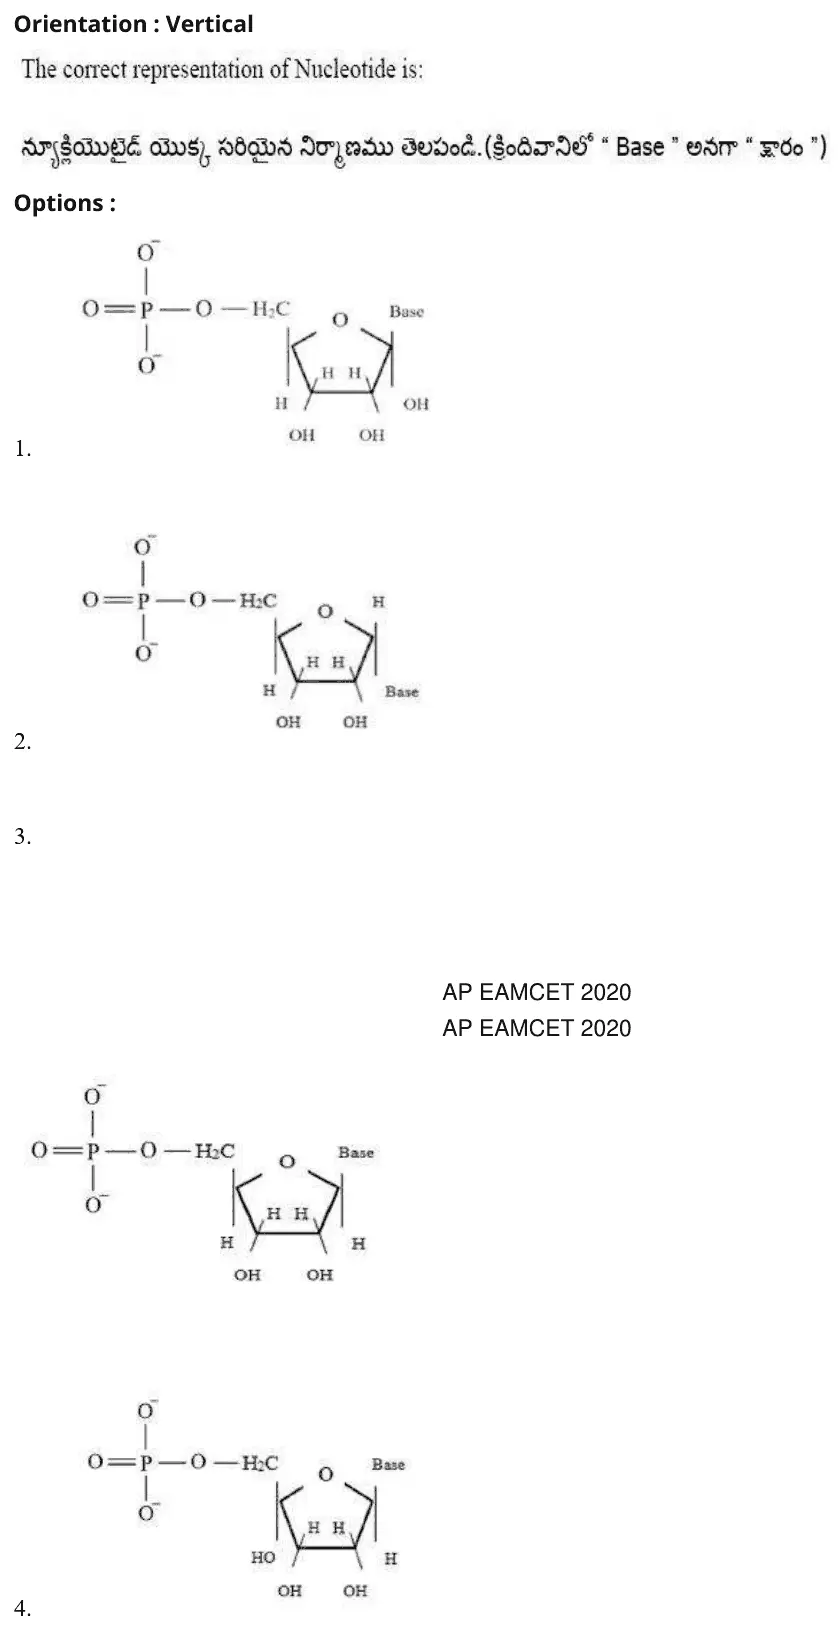 Orientation : Vertical
The correct representation of Nucleotide is:
న్యూక్లియొటైడ్ యొక్క సరియైన నిర్మాణము తెలపండి.(క్రిందివానిలో “ Base ” అనగా “ క్షారం ”)
Options :
O⁻
O=P—O—H₂C O Base
O⁻
H H H OH
OH OH
1.
O⁻
O=P—O—H₂C O H
O⁻
H H H Base
OH OH
2.
3.
AP EAMCET 2020
AP EAMCET 2020
O⁻
O=P—O—H₂C O Base
O⁻
H H H H
OH OH
O⁻
O=P—O—H₂C O Base
O⁻
HO H H H
OH OH
4.